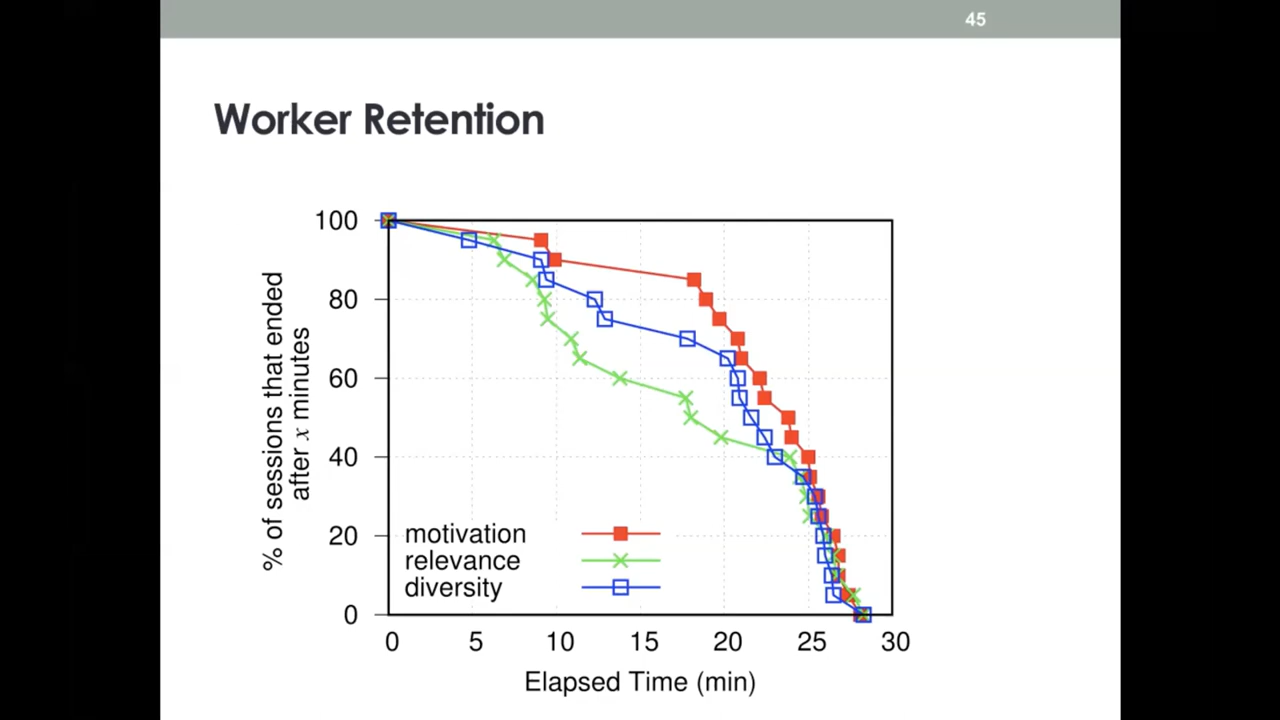 45
Worker Retention
% of sessions that ended
after x minutes
100
80
60
40
20
0
motivation
relevance
diversity
0 5 10 15 20 25 30
Elapsed Time (min)